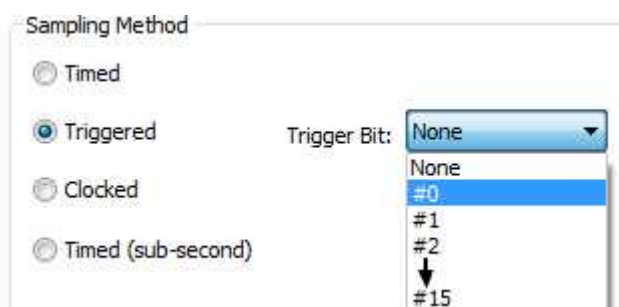 Sampling Method
Timed
Triggered
Trigger Bit: None
None
#0
Clocked
#1
#2
Timed (sub-second)
#15